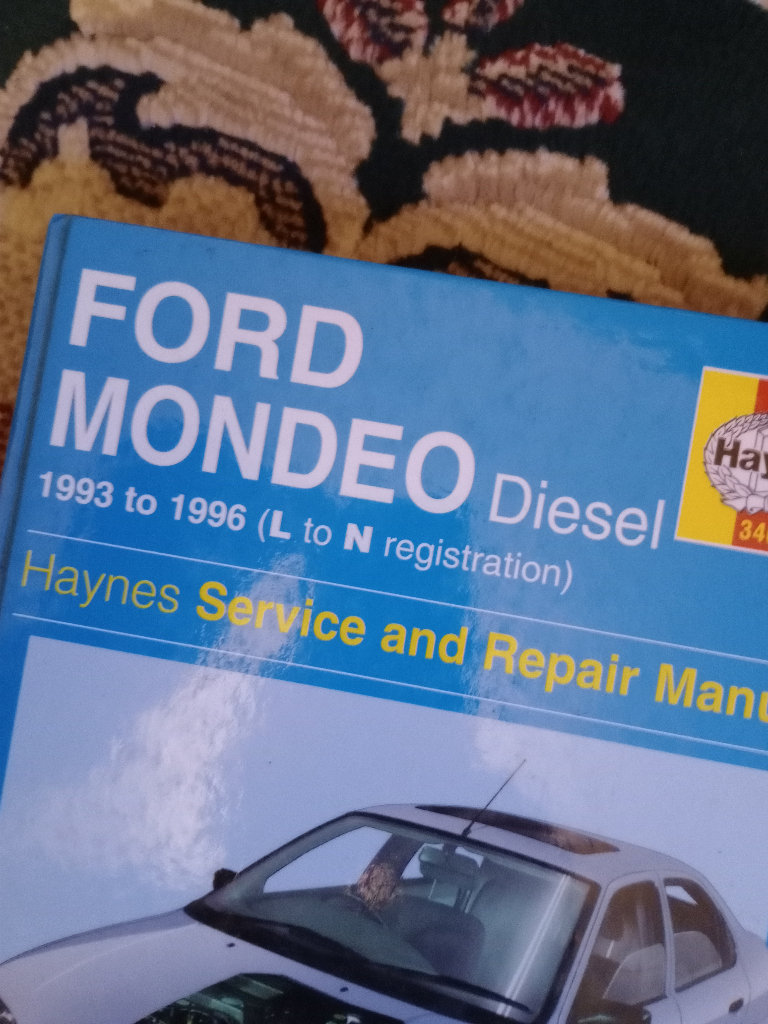 FORD
MONDEO Diesel
1993 to 1996 (L to N registration)
Haynes Service and Repair